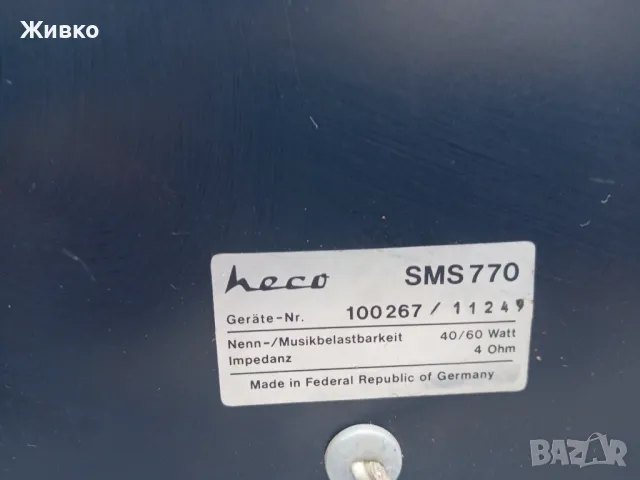 Живко
heco SMS770
Geräte-Nr. 100267 / 11249
Nenn-/Musikbelastbarkeit 40/60 Watt
Impedanz 4 Ohm
Made in Federal Republic of Germany
BAZAR